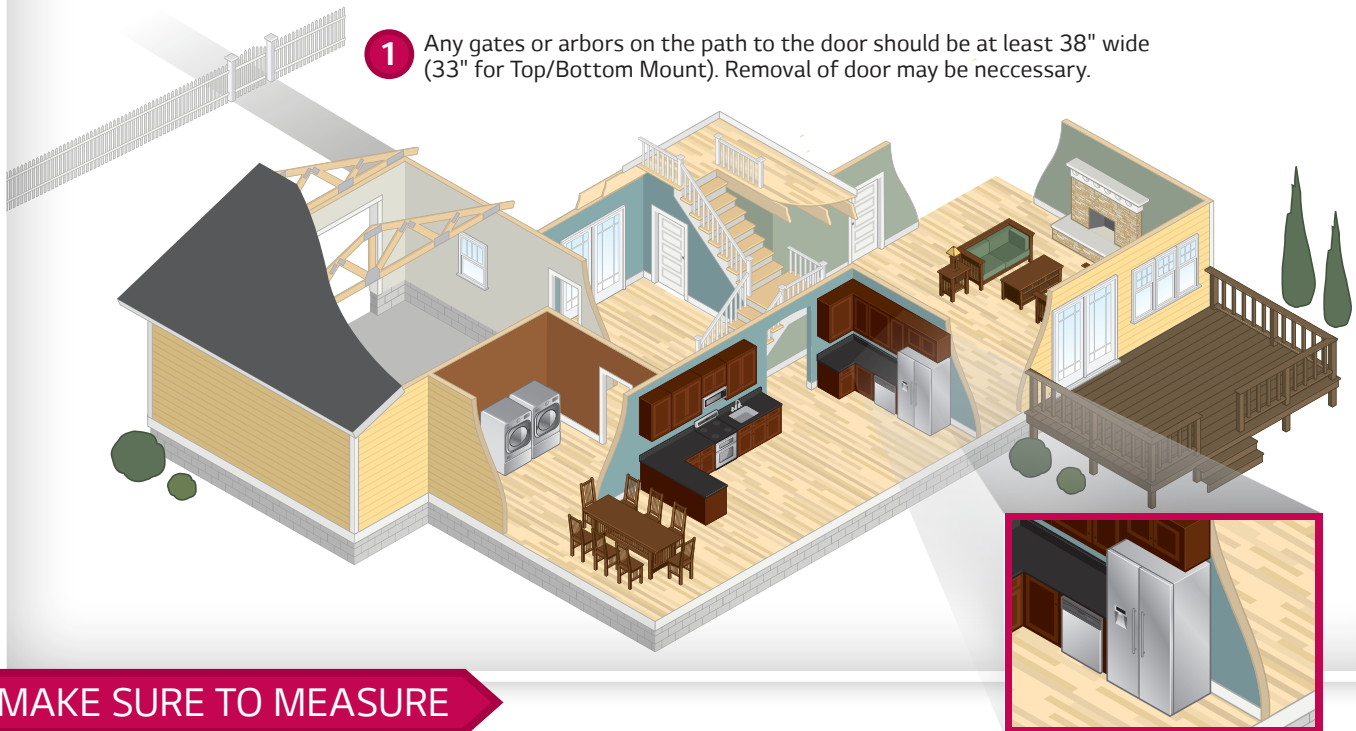 1
Any gates or arbors on the path to the door should be at least 38" wide
(33" for Top/Bottom Mount). Removal of door may be neccessary.
MAKE SURE TO MEASURE